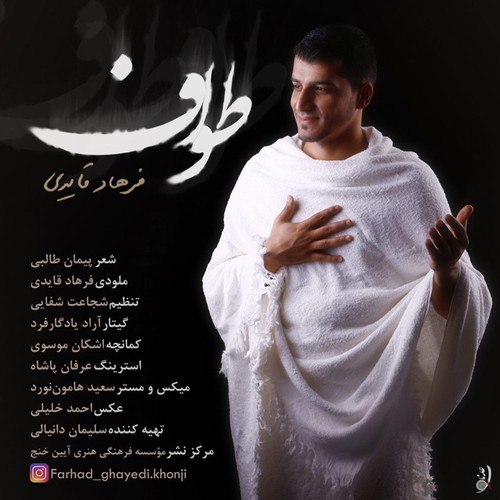 طواف
فرهاد قایدی
شعر پیمان طالبی
ملودی فرهاد قایدی
تنظیم شجاعت شفایی
گیتار آراد یادگارفرد
کمانچه اشکان موسوی
استرینگ عرفان پاشاه
میکس و مستر سعید هامون‌نورد
عکس احمد خلیلی
تهیه کننده سلیمان دانیالی
مرکز نشر مؤسسه فرهنگی هنری آیین خنج
Farhad_ghayedi.khonji